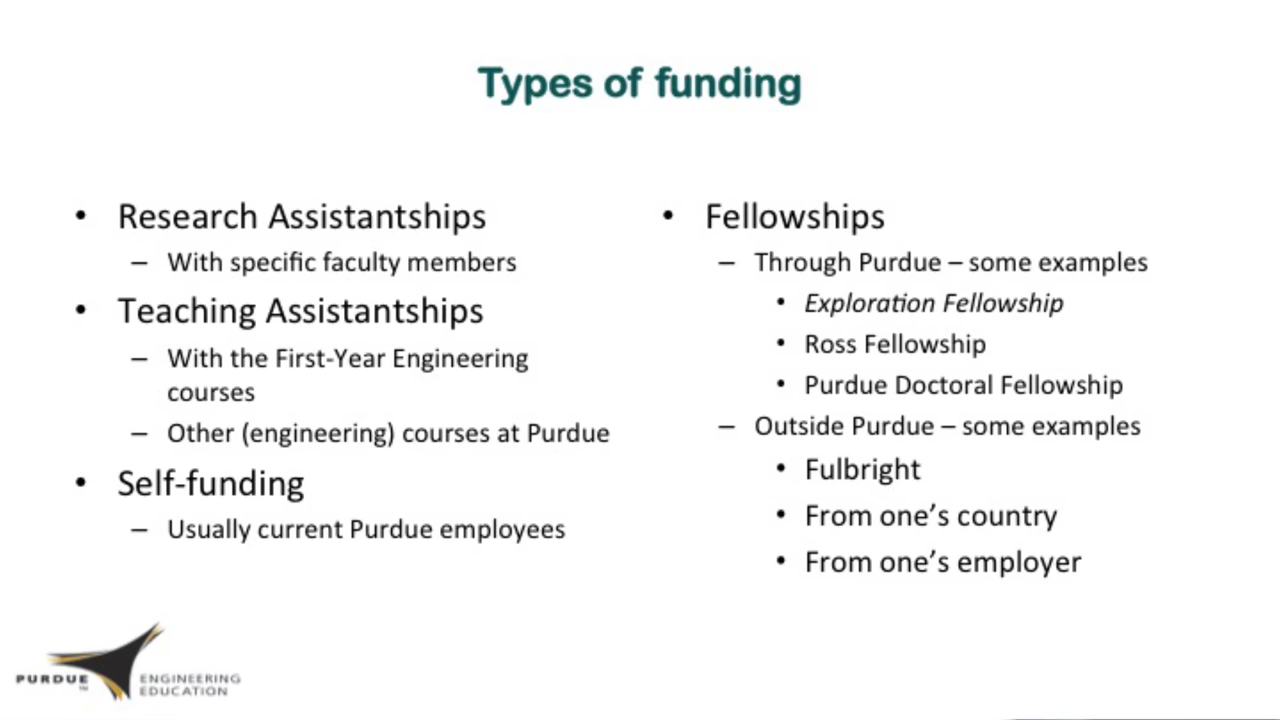 Types of funding
• Research Assistantships
– With specific faculty members
• Teaching Assistantships
– With the First-Year Engineering
courses
– Other (engineering) courses at Purdue
• Self-funding
– Usually current Purdue employees
• Fellowships
– Through Purdue – some examples
• Exploration Fellowship
• Ross Fellowship
• Purdue Doctoral Fellowship
– Outside Purdue – some examples
• Fulbright
• From one’s country
• From one’s employer
PURDUE
TM
ENGINEERING
EDUCATION